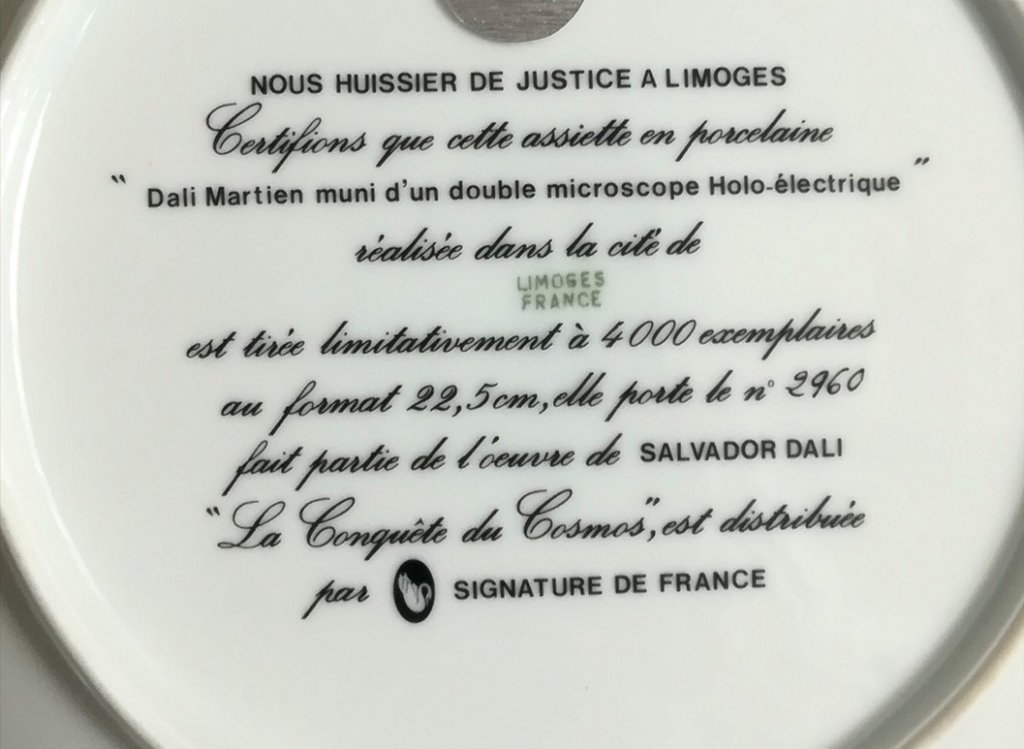 NOUS HUISSIER DE JUSTICE A LIMOGES
Certifions que cette assiette en porcelaine
“ Dali Martien muni d'un double microscope Holo-électrique ”
réalisée dans la cité de
LIMOGES
FRANCE
est tirée limitativement à 4000 exemplaires
au format 22,5cm, elle porte le n° 2960
fait partie de l'oeuvre de SALVADOR DALI
“La Conquête du Cosmos”, est distribuée
par SIGNATURE DE FRANCE